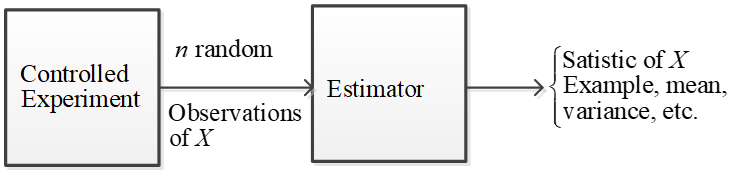 Controlled
Experiment
n random
Observations
of X
Estimator
Satistic of X
Example, mean,
variance, etc.